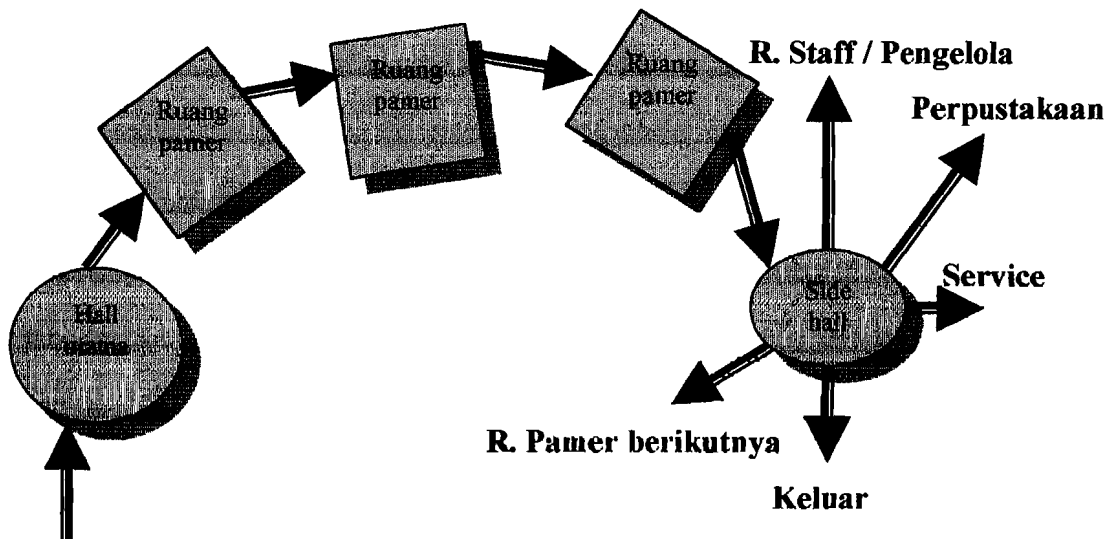 Ruang
pamer
Ruang
pamer
Ruang
pamer
R. Staff / Pengelola
Perpustakaan
Service
Side
hall
Hall
utama
R. Pamer berikutnya
Keluar